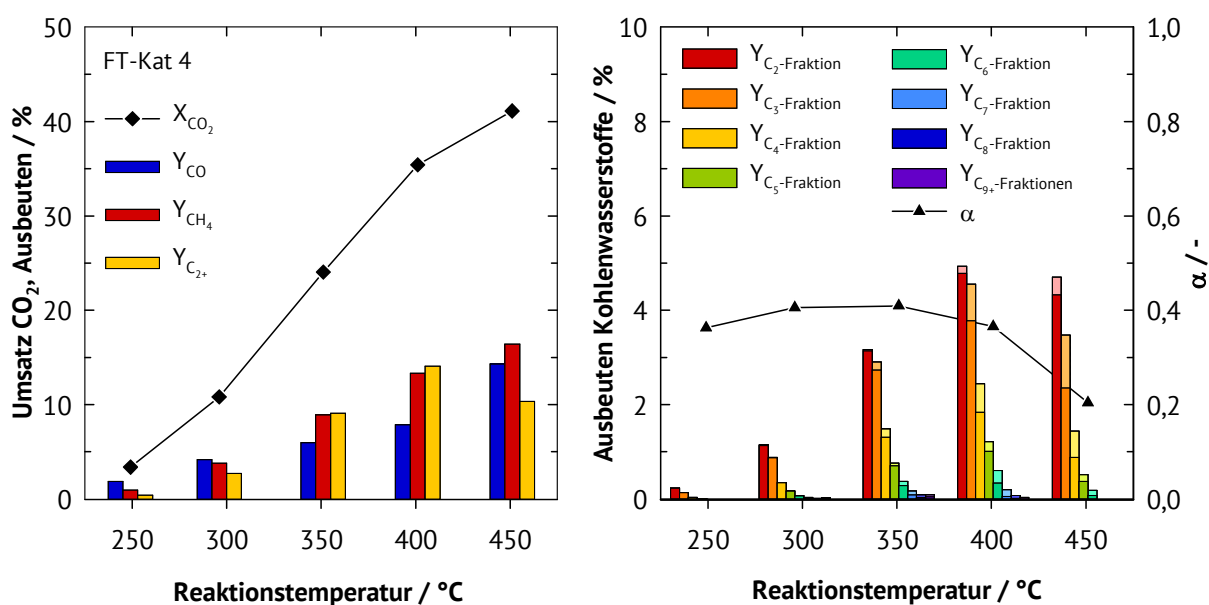 Umsatz CO₂, Ausbeuten / %
50
40
30
20
10
0
FT-Kat 4
X_CO₂
Y_CO
Y_CH₄
Y_C₂₊
250 300 350 400 450
Reaktionstemperatur / °C
Ausbeuten Kohlenwasserstoffe / %
10
8
6
4
2
0
Y_C₂-Fraktion
Y_C₃-Fraktion
Y_C₄-Fraktion
Y_C₅-Fraktion
Y_C₆-Fraktion
Y_C₇-Fraktion
Y_C₈-Fraktion
Y_C₉₊-Fraktionen
α
1,0
0,8
0,6
0,4
0,2
0,0
α / -
250 300 350 400 450
Reaktionstemperatur / °C